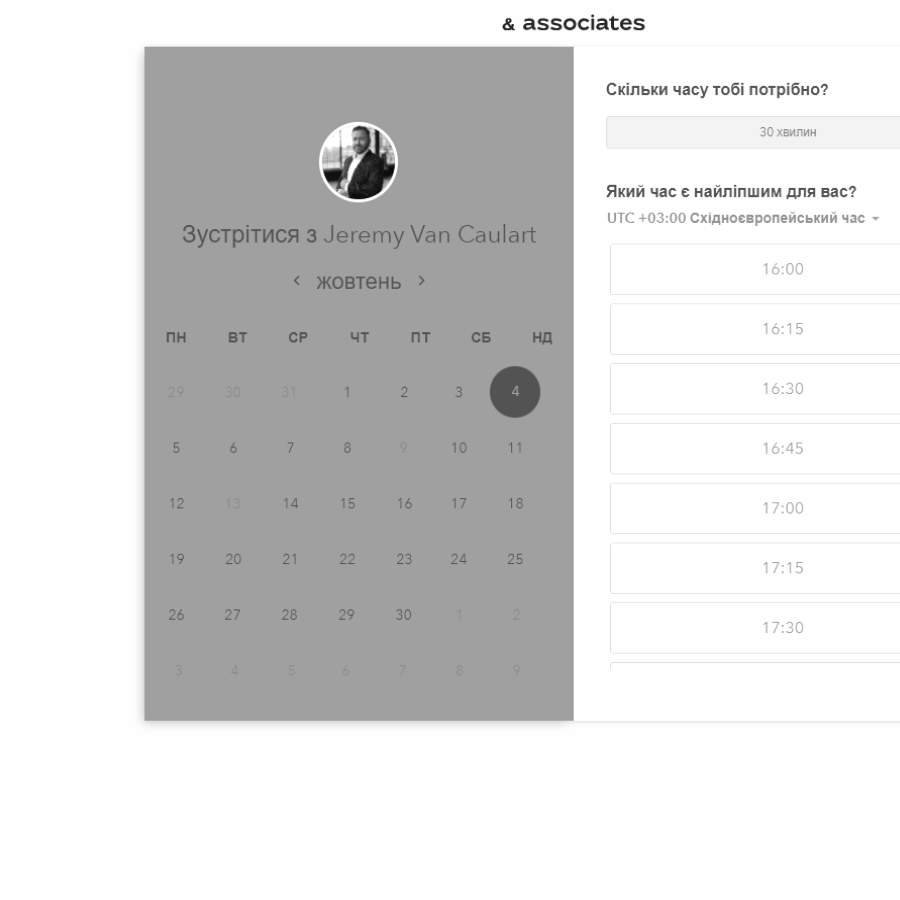 & associates
Зустрітися з Jeremy Van Caulart
жовтень
ПН ВТ СР ЧТ ПТ СБ НД
29 30 31 1 2 3 4
5 6 7 8 9 10 11
12 13 14 15 16 17 18
19 20 21 22 23 24 25
26 27 28 29 30 1 2
3 4 5 6 7 8 9
Скільки часу тобі потрібно?
30 хвилин
Який час є найліпшим для вас?
UTC +03:00 Східноєвропейський час
16:00
16:15
16:30
16:45
17:00
17:15
17:30